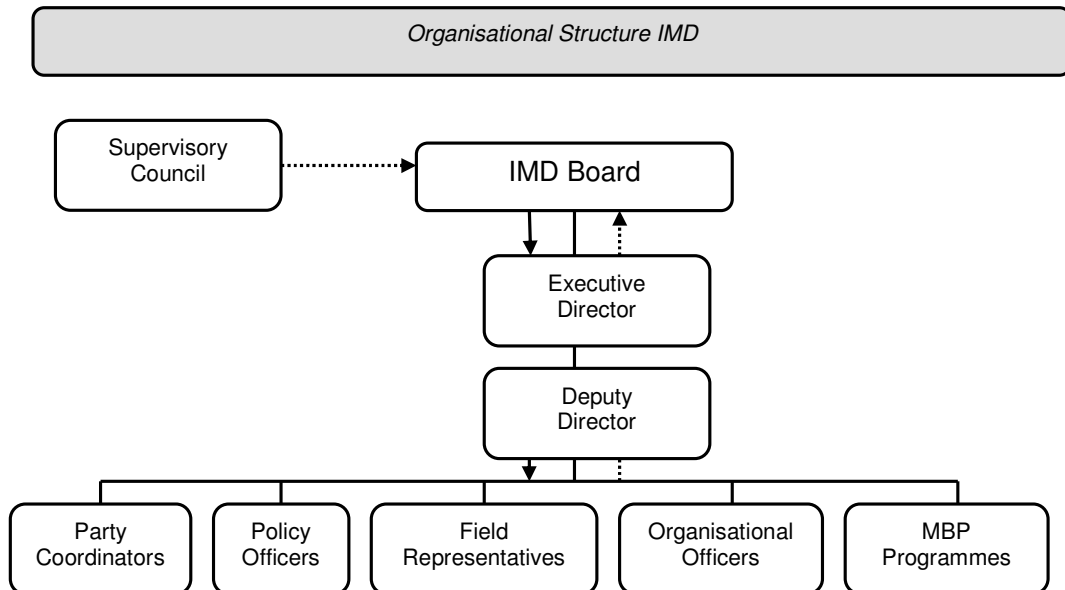 Organisational Structure IMD
Supervisory
Council
IMD Board
Executive
Director
Deputy
Director
Party
Coordinators
Policy
Officers
Field
Representatives
Organisational
Officers
MBP
Programmes